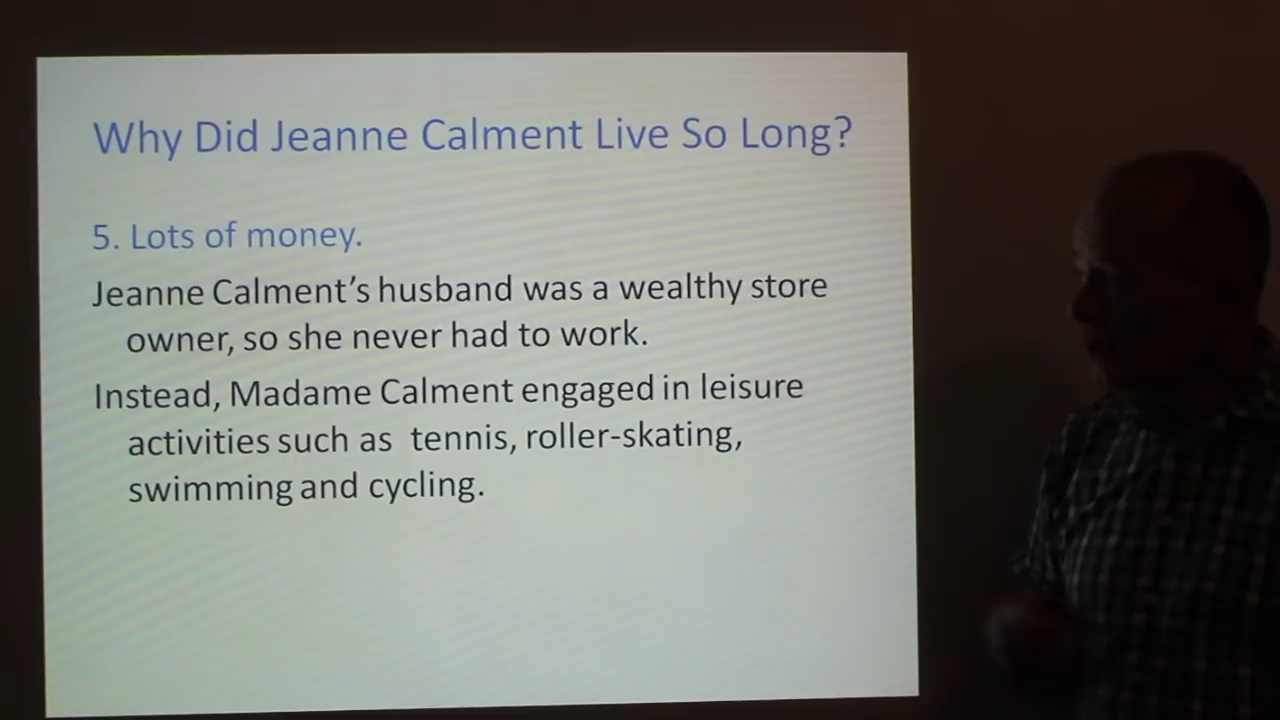 Why Did Jeanne Calment Live So Long?
5. Lots of money.
Jeanne Calment's husband was a wealthy store
owner, so she never had to work.
Instead, Madame Calment engaged in leisure
activities such as tennis, roller-skating,
swimming and cycling.